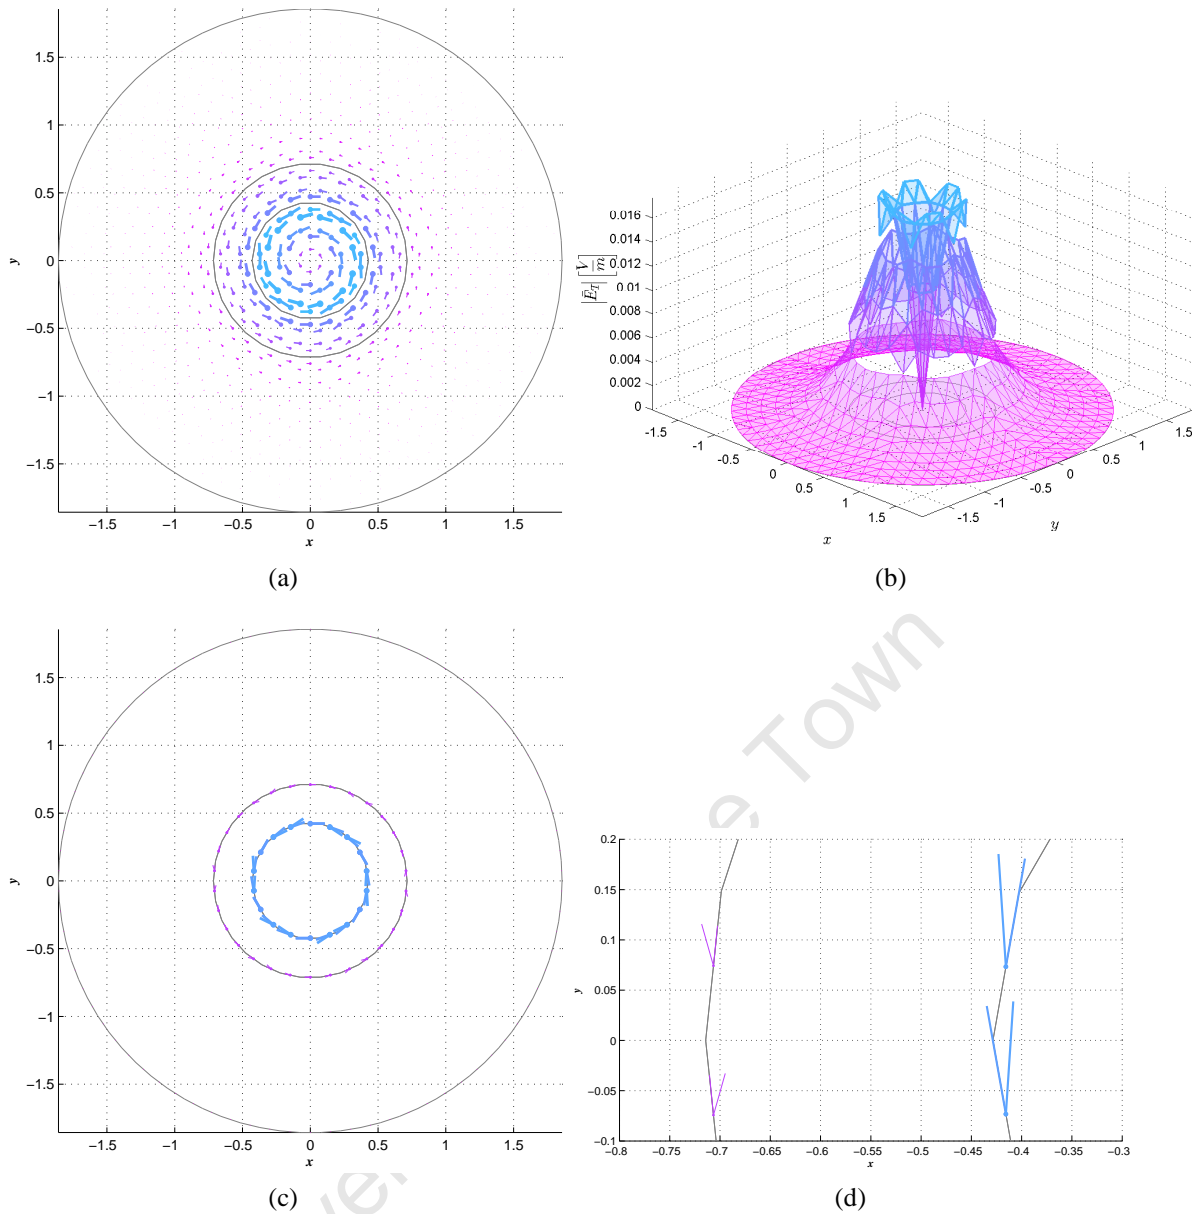 1.5
1
0.5
0
−0.5
−1
−1.5
y
−1.5 −1 −0.5 0 0.5 1 1.5
x
(a)
0.016
0.014
0.012
0.01
0.008
0.006
0.004
0.002
0
|Ē_T| [V/m]
-1.5 -1 -0.5 0 0.5 1 1.5
x
-1.5 -1 -0.5 0 0.5 1 1.5
y
(b)
1.5
1
0.5
0
−0.5
−1
−1.5
y
−1.5 −1 −0.5 0 0.5 1 1.5
x
(c)
0.2
0.15
0.1
0.05
0
−0.05
−0.1
y
−0.8 −0.75 −0.7 −0.65 −0.6 −0.55 −0.5 −0.45 −0.4 −0.35 −0.3
x
(d)
e Town